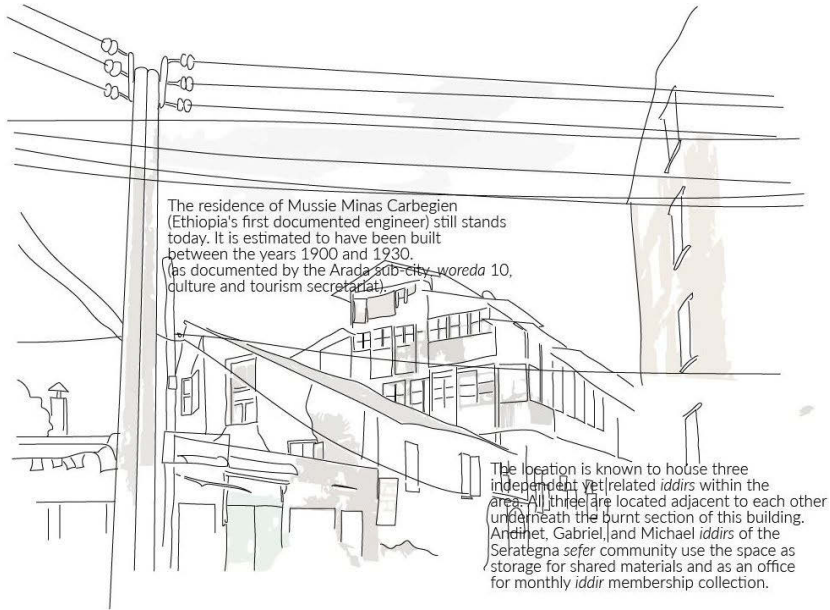 The residence of Mussie Minas Carbegien
(Ethiopia's first documented engineer) still stands
today. It is estimated to have been built
between the years 1900 and 1930.
(as documented by the Arada sub-city, woreda 10,
culture and tourism secretariat).
The location is known to house three
independent yet related iddirs within the
area. All three are located adjacent to each other
underneath the burnt section of this building.
Andinet, Gabriel, and Michael iddirs of the
Serategna sefer community use the space as
storage for shared materials and as an office
for monthly iddir membership collection.